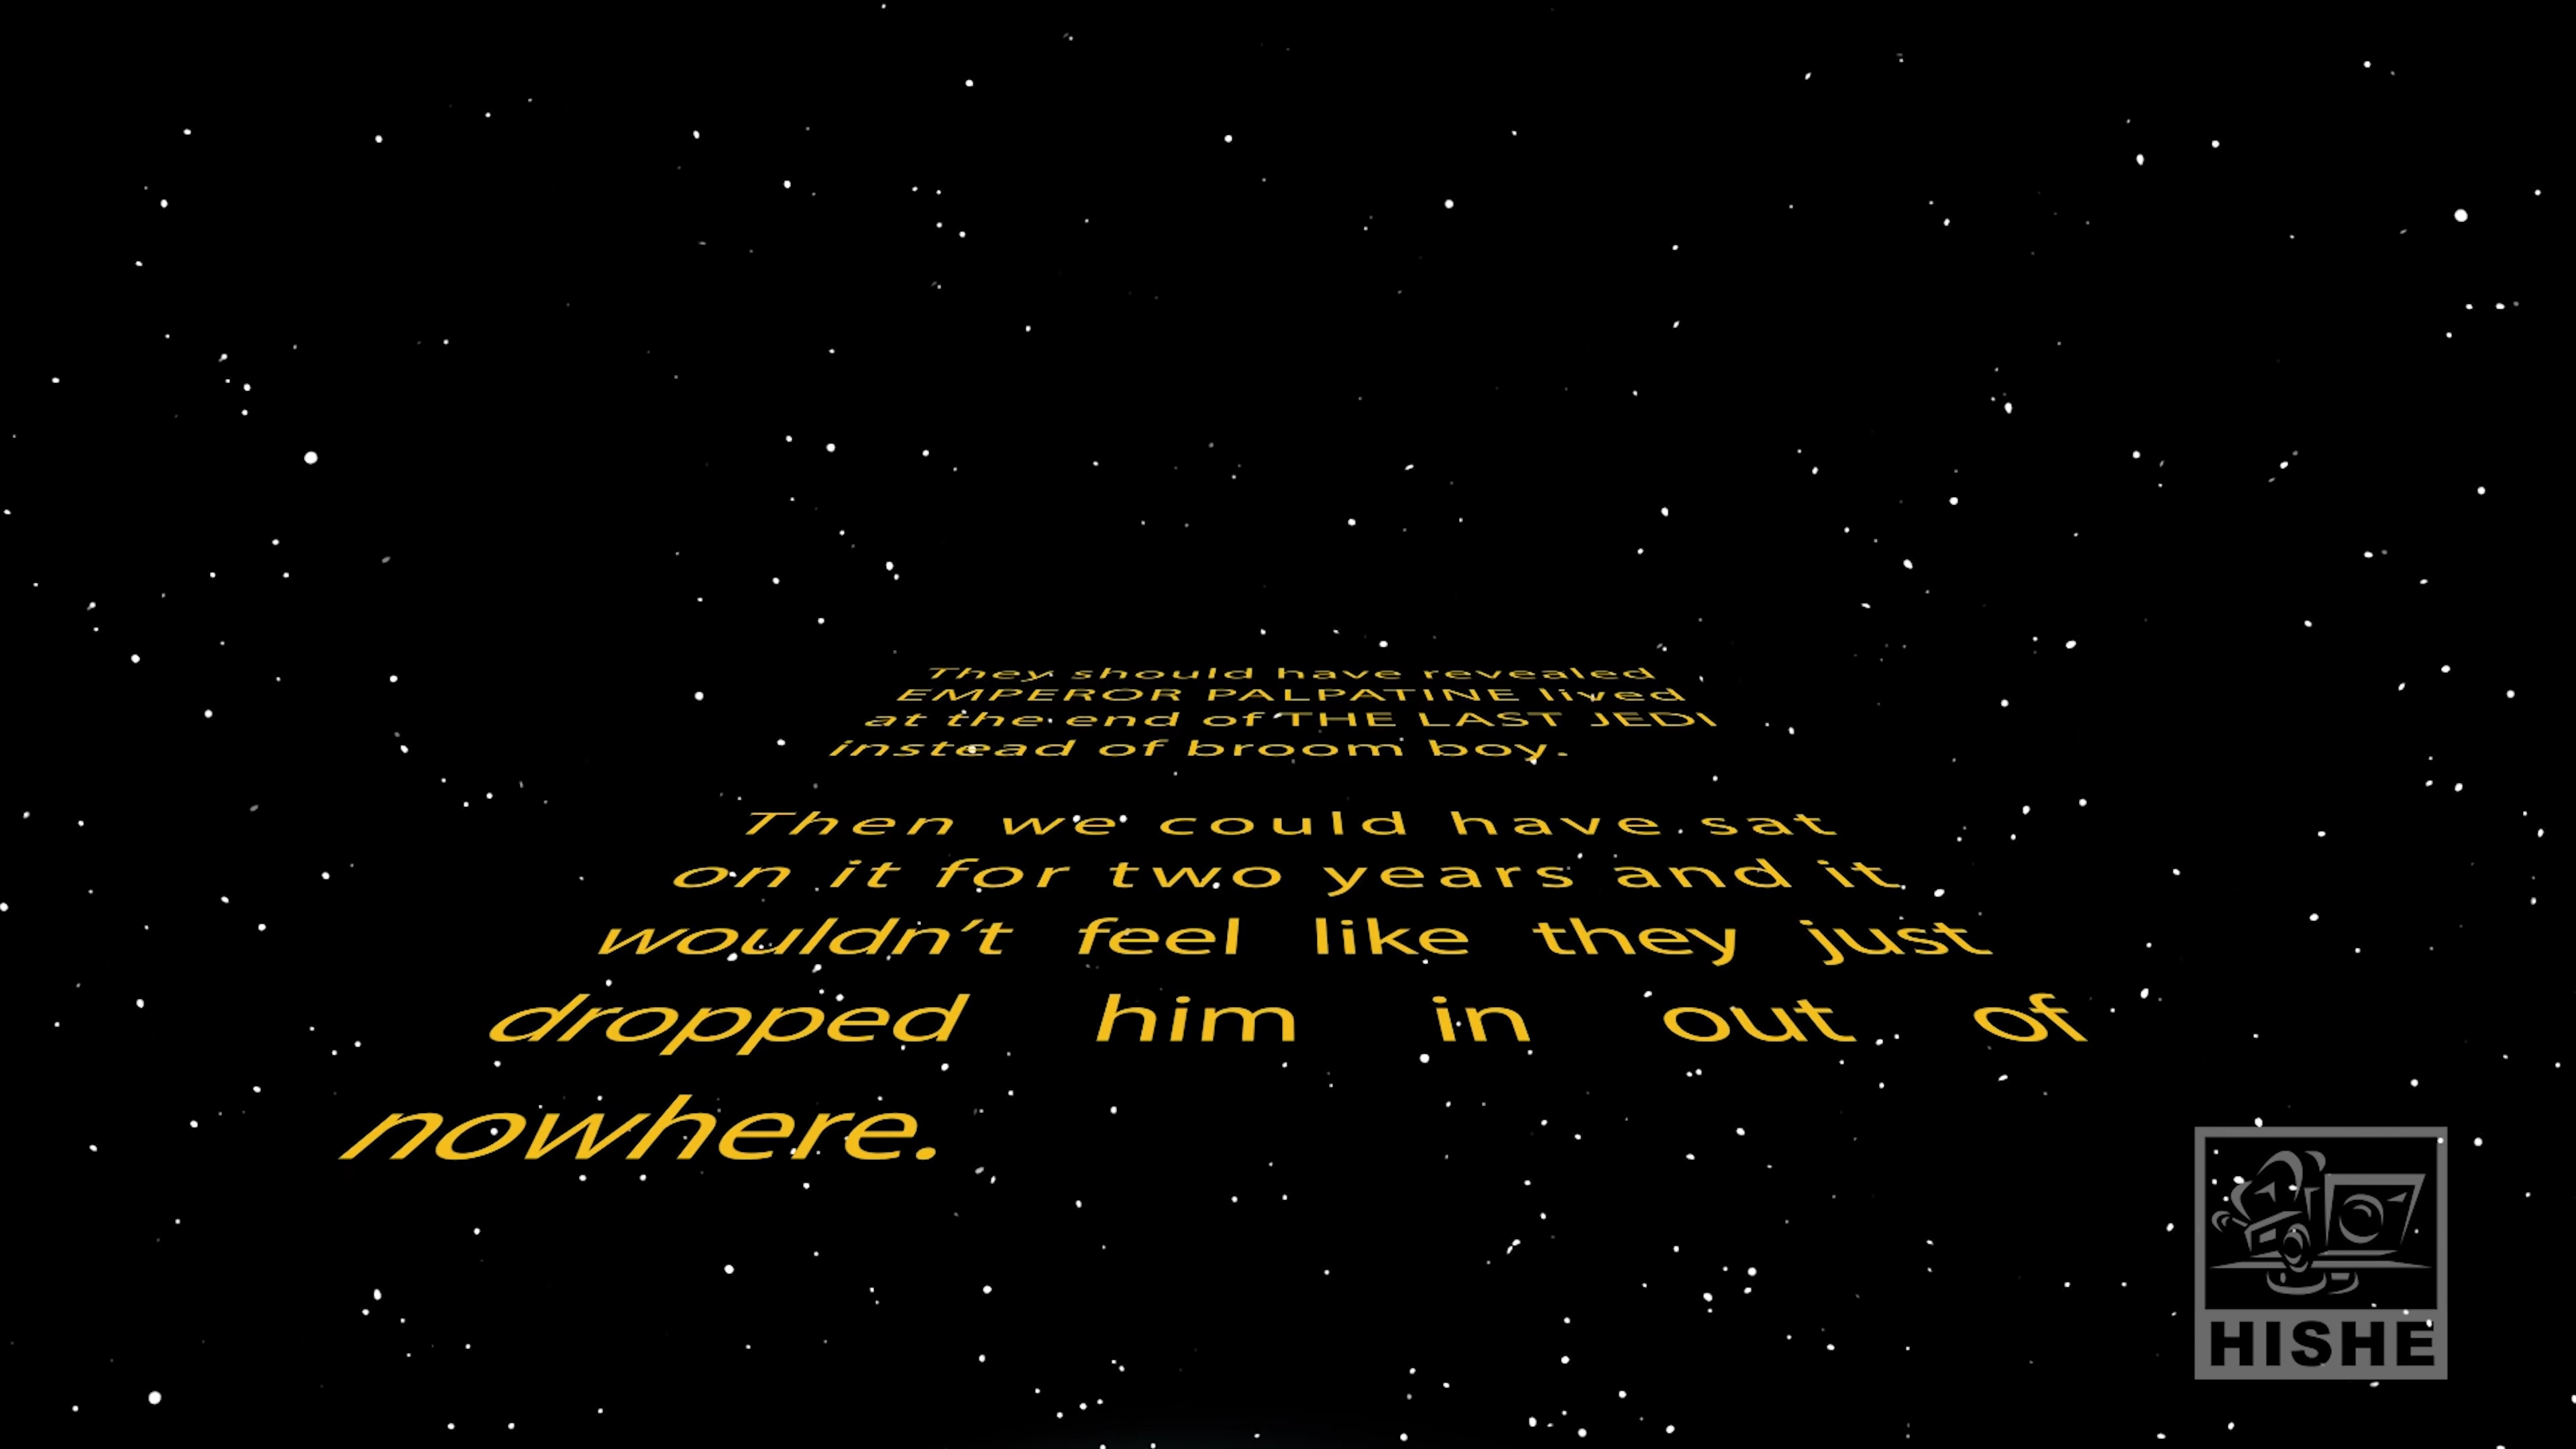 They should have revealed
EMPEROR PALPATINE lived
at the end of THE LAST JEDI
instead of broom boy.
Then we could have sat
on it for two years and it
wouldn't feel like they just
dropped him in out of
nowhere.
HISHE